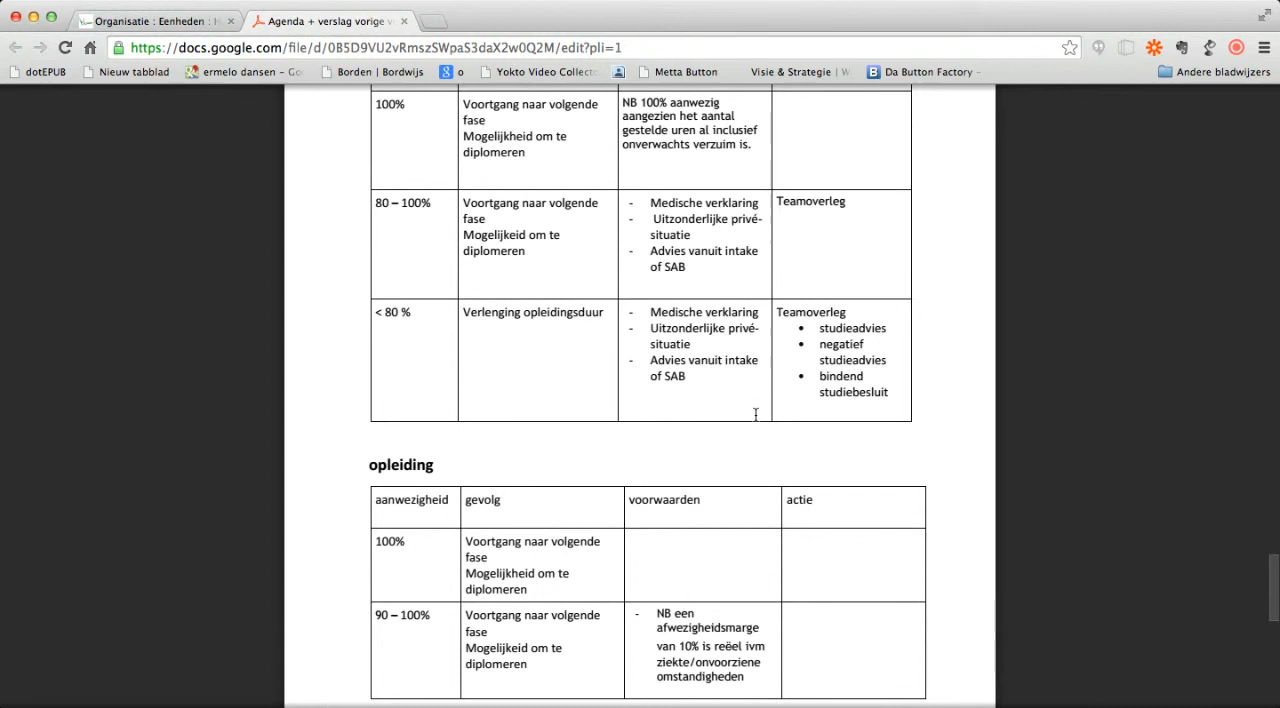 Organisatie : Eenheden :
Agenda + verslag vorige v
https://docs.google.com/file/d/0B5D9VU2vRmszSWpaS3daX2w0Q2M/edit?pli=1
dotEPUB Nieuw tabblad ermelo dansen – Go Borden | Bordwijs o Yokto Video Collect Metta Button Visie & Strategie | W Da Button Factory – Andere bladwijzers
100%
Voortgang naar volgende
fase
Mogelijkheid om te
diplomeren
NB 100% aanwezig
aangezien het aantal
gestelde uren al inclusief
onverwachts verzuim is.
80 – 100%
Voortgang naar volgende
fase
Mogelijkeid om te
diplomeren
- Medische verklaring
- Uitzonderlijke privé-
situatie
- Advies vanuit intake
of SAB
Teamoverleg
< 80 %
Verlenging opleidingsduur
- Medische verklaring
- Uitzonderlijke privé-
situatie
- Advies vanuit intake
of SAB
Teamoverleg
• studieadvies
• negatief
studieadvies
• bindend
studiebesluit
opleiding
aanwezigheid gevolg voorwaarden actie
100%
Voortgang naar volgende
fase
Mogelijkheid om te
diplomeren
90 – 100%
Voortgang naar volgende
fase
Mogelijkeid om te
diplomeren
- NB een
afwezigheidsmarge
van 10% is reëel ivm
ziekte/onvoorziene
omstandigheden